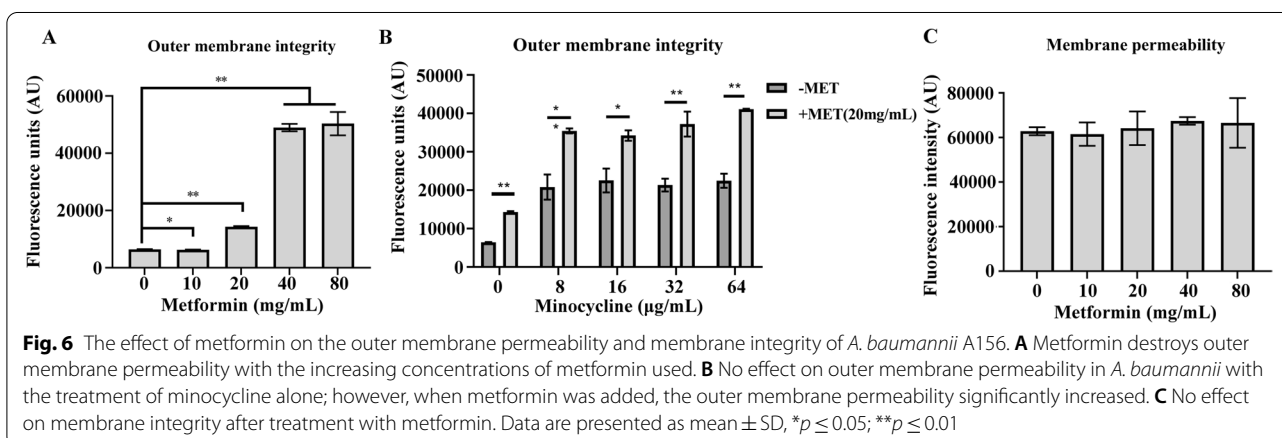 A
Outer membrane integrity
Fluorescence units (AU)
60000
40000
20000
0
**
**
*
0 10 20 40 80
Metformin (mg/mL)
B
Outer membrane integrity
Fluorescence units (AU)
50000
40000
30000
20000
10000
0
**
*
*
*
**
**
0 8 16 32 64
Minocycline (µg/mL)
-MET
+MET(20mg/mL)
C
Membrane permeability
Fluorescence intensity (AU)
80000
60000
40000
20000
0
0 10 20 40 80
Metformin (mg/mL)
Fig. 6 The effect of metformin on the outer membrane permeability and membrane integrity of A. baumannii A156. A Metformin destroys outer
membrane permeability with the increasing concentrations of metformin used. B No effect on outer membrane permeability in A. baumannii with
the treatment of minocycline alone; however, when metformin was added, the outer membrane permeability significantly increased. C No effect
on membrane integrity after treatment with metformin. Data are presented as mean ± SD, *p ≤ 0.05; **p ≤ 0.01